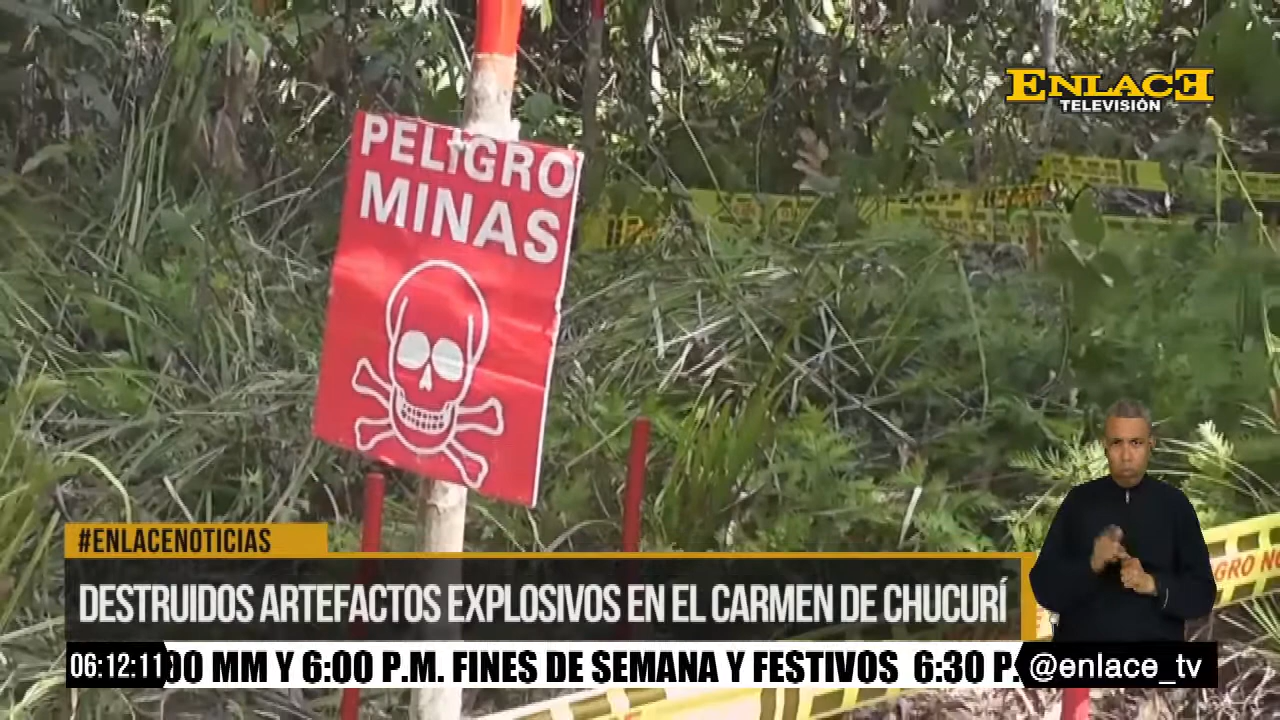 ENLACE
TELEVISIÓN
PELIGRO
MINAS
#ENLACENOTICIAS
DESTRUIDOS ARTEFACTOS EXPLOSIVOS EN EL CARMEN DE CHUCURÍ
06:12:11 00 MM Y 6:00 P.M. FINES DE SEMANA Y FESTIVOS 6:30 P. @enlace_tv